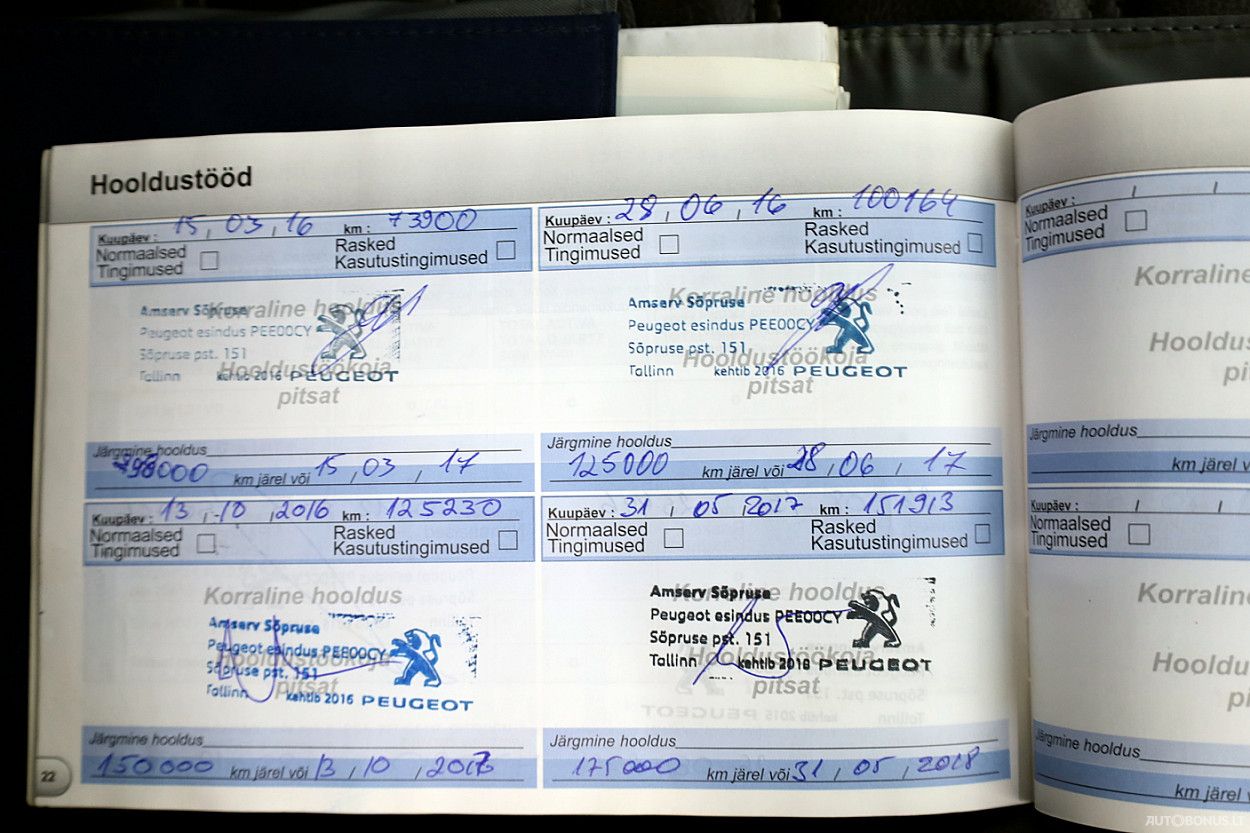 Hooldustööd
Kuupäev : 15, 03, 16 km : 73900
Normaalsed Tingimused
Rasked Kasutustingimused
Korraline hooldus
Amserv Sõpruse
Peugeot esindus PEE00CY
Sõpruse pst. 151
Hooldustöökoja
Tallinn kehtib 2016 PEUGEOT
pitsat
Järgmine hooldus
98000 km järel või 15, 03, 17
Kuupäev : 28, 06, 16 km : 100164
Normaalsed Tingimused
Rasked Kasutustingimused
Korraline hooldus
Amserv Sõpruse
Peugeot esindus PEE00CY
Sõpruse pst. 151
Hooldustöökoja
Tallinn kehtib 2016 PEUGEOT
pitsat
Järgmine hooldus
125000 km järel või 28, 06, 17
Kuupäev : 13, 10, 2016 km : 125230
Normaalsed Tingimused
Rasked Kasutustingimused
Korraline hooldus
Amserv Sõpruse
Peugeot esindus PEE00CY
Hooldustöökoja
Sõpruse pst. 151
pitsat
Tallinn kehtib 2016 PEUGEOT
Järgmine hooldus
150000 km järel või 13, 10, 2017
Kuupäev : 31, 05 2017 km : 151913
Normaalsed Tingimused
Rasked Kasutustingimused
Korraline hooldus
Amserv Sõpruse
Peugeot esindus PEE00CY
Sõpruse pst. 151
Hooldustöökoja
Tallinn kehtib 2018 PEUGEOT
pitsat
Järgmine hooldus
175000 km järel või 31, 05, 2018
22
Kuupäev : / /
Normaalsed Tingimused
Korraline
Hooldu
pi
Järgmine hooldus
km järel v
Kuupäev : / /
Normaalsed Tingimused
Korraline
Hooldu
pi
Järgmine hooldus
km järel v
AUTOBONUS.LT